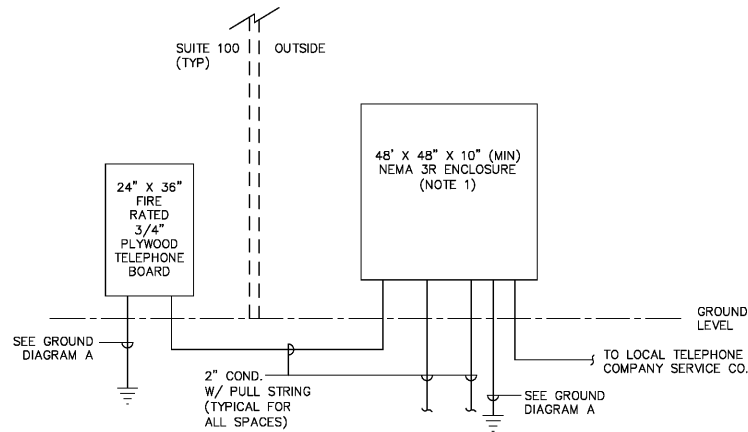 SUITE 100
(TYP)
OUTSIDE
48' X 48" X 10" (MIN)
NEMA 3R ENCLOSURE
(NOTE 1)
24" X 36"
FIRE
RATED
3/4"
PLYWOOD
TELEPHONE
BOARD
GROUND
LEVEL
SEE GROUND
DIAGRAM A
TO LOCAL TELEPHONE
COMPANY SERVICE CO.
2" COND.
W/ PULL STRING
(TYPICAL FOR
ALL SPACES)
SEE GROUND
DIAGRAM A